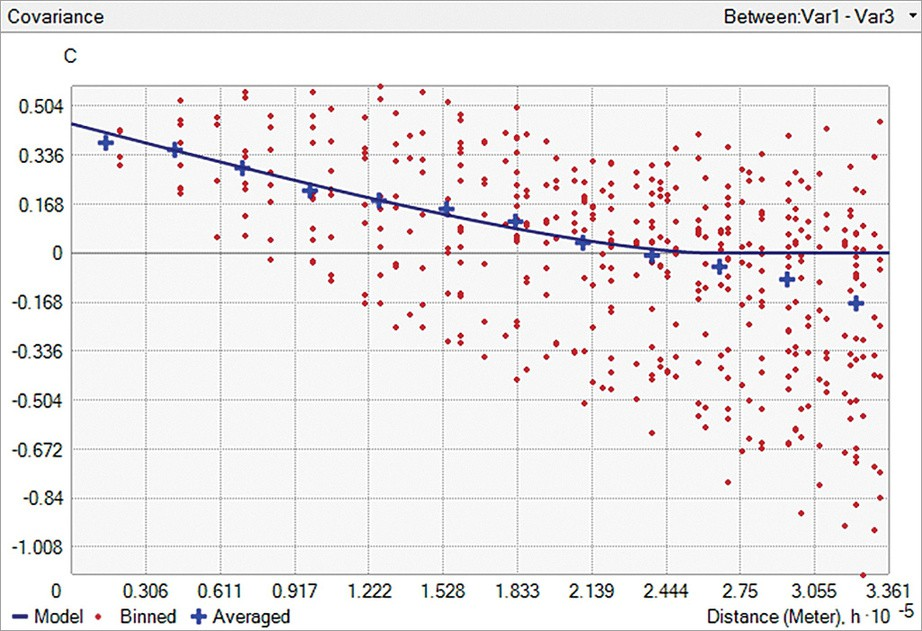 Covariance Between:Var1 - Var3
C
0.504
0.336
0.168
0
-0.168
-0.336
-0.504
-0.672
-0.84
-1.008
0 0.306 0.611 0.917 1.222 1.528 1.833 2.139 2.444 2.75 3.055 3.361
Model Binned Averaged Distance (Meter), h · 10 -5